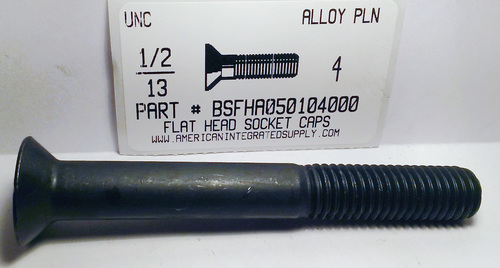 UNC ALLOY PLN
1/2
13
4
PART # BSFHA050104000
FLAT HEAD SOCKET CAPS
WWW.AMERICANINTEGRATEDSUPPLY.COM